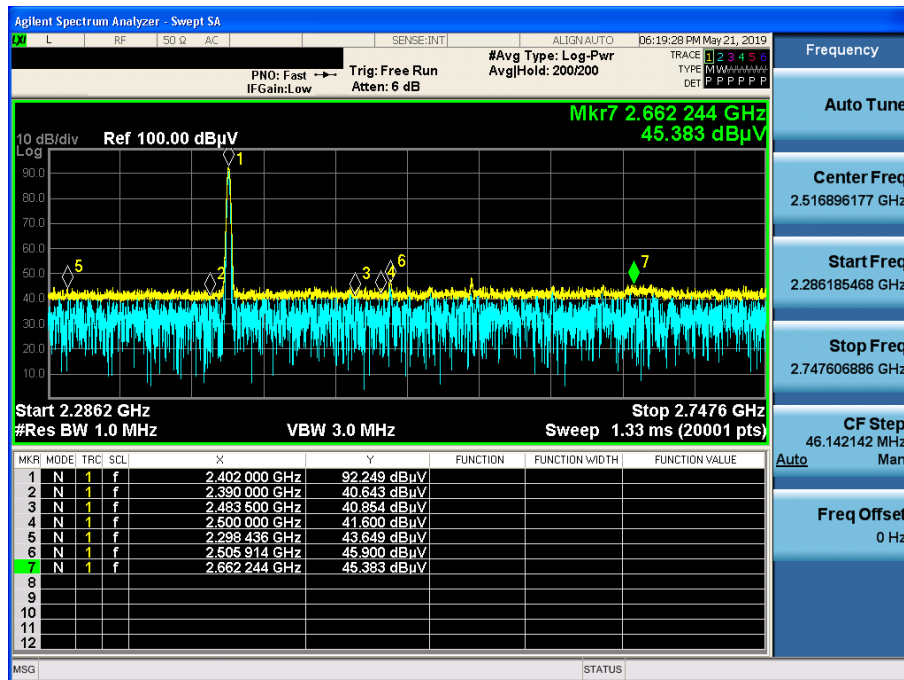 Agilent Spectrum Analyzer - Swept SA
LXI L RF 50 Ω AC SENSE:INT ALIGN AUTO 06:19:28 PM May 21, 2019
PNO: Fast Trig: Free Run #Avg Type: Log-Pwr TRACE 1 2 3 4 5 6
IFGain:Low Atten: 6 dB Avg|Hold: 200/200 TYPE M W
DET P P P P P P
Frequency
Mkr7 2.662 244 GHz
45.383 dBµV
10 dB/div Ref 100.00 dBµV
Log
90.0
80.0
70.0
60.0
50.0
40.0
30.0
20.0
10.0
1
5
2
3
4
6
7
Start 2.2862 GHz Stop 2.7476 GHz
#Res BW 1.0 MHz VBW 3.0 MHz Sweep 1.33 ms (20001 pts)
MKR MODE TRC SCL X Y FUNCTION FUNCTION WIDTH FUNCTION VALUE
1 N 1 f 2.402 000 GHz 92.249 dBµV
2 N 1 f 2.390 000 GHz 40.643 dBµV
3 N 1 f 2.483 500 GHz 40.854 dBµV
4 N 1 f 2.500 000 GHz 41.600 dBµV
5 N 1 f 2.298 436 GHz 43.649 dBµV
6 N 1 f 2.505 914 GHz 45.900 dBµV
7 N 1 f 2.662 244 GHz 45.383 dBµV
8
9
10
11
12
MSG STATUS
Auto Tune
Center Freq
2.516896177 GHz
Start Freq
2.286185468 GHz
Stop Freq
2.747606886 GHz
CF Step
46.142142 MHz
Auto Man
Freq Offset
0 Hz